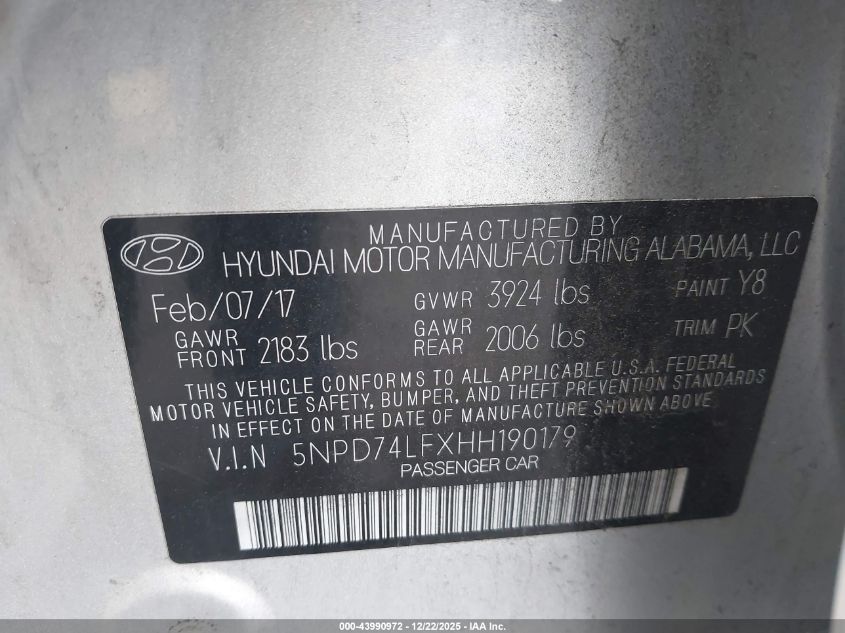 MANUFACTURED BY
HYUNDAI MOTOR MANUFACTURING ALABAMA, LLC
Feb/07/17 GVWR 3924 lbs PAINT Y8
GAWR FRONT 2183 lbs GAWR REAR 2006 lbs TRIM PK
THIS VEHICLE CONFORMS TO ALL APPLICABLE U.S.A. FEDERAL
MOTOR VEHICLE SAFETY, BUMPER, AND THEFT PREVENTION STANDARDS
IN EFFECT ON THE DATE OF MANUFACTURE SHOWN ABOVE.
V.I.N 5NPD74LFXHH190179
PASSENGER CAR
000-43990972 - 12/22/2025 - IAA Inc.